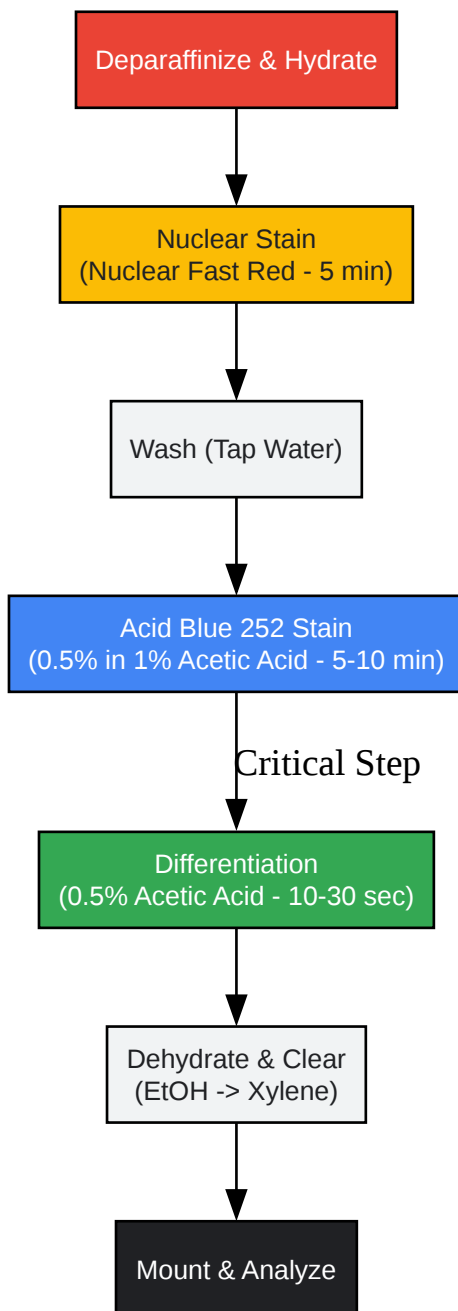 Deparaffinize & Hydrate
Nuclear Stain
(Nuclear Fast Red - 5 min)
Wash (Tap Water)
Acid Blue 252 Stain
(0.5% in 1% Acetic Acid - 5-10 min)
Critical Step
Differentiation
(0.5% Acetic Acid - 10-30 sec)
Dehydrate & Clear
(EtOH -> Xylene)
Mount & Analyze